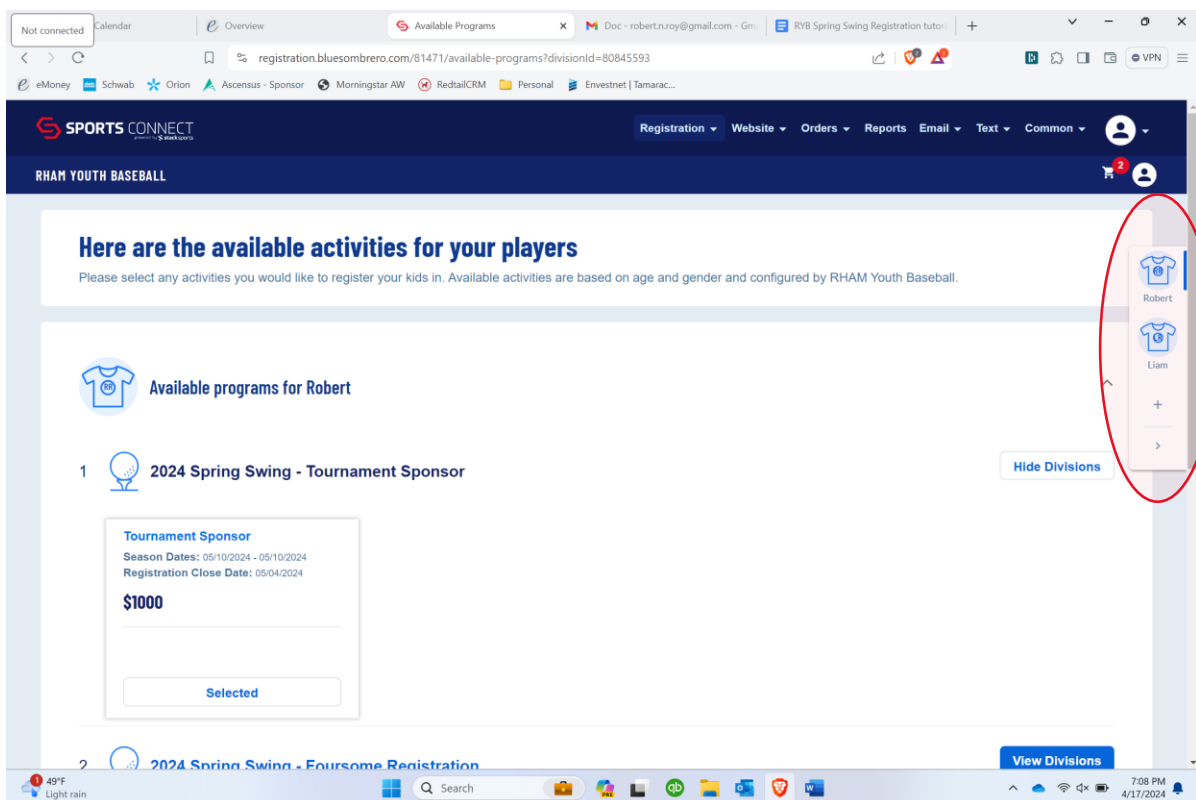 Not connected
Calendar
Overview
Available Programs
Doc - robert.n.roy@gmail.com - Gm
RYB Spring Swing Registration tutori
registration.bluesombrero.com/81471/available-programs?divisionId=80845593
VPN
eMoney
Schwab
Orion
Ascensus - Sponsor
Morningstar AW
RedtailCRM
Personal
Envestnet | Tamarac...
SPORTS CONNECT
powered by stacksports
Registration
Website
Orders
Reports
Email
Text
Common
RHAM YOUTH BASEBALL
2
Here are the available activities for your players
Please select any activities you would like to register your kids in. Available activities are based on age and gender and configured by RHAM Youth Baseball.
Robert
Liam
RR
Available programs for Robert
1
2024 Spring Swing - Tournament Sponsor
Hide Divisions
Tournament Sponsor
Season Dates: 05/10/2024 - 05/10/2024
Registration Close Date: 05/04/2024
$1000
Selected
2
2024 Spring Swing - Foursome Registration
View Divisions
1
49°F
Light rain
Search
PRE
qb
7:08 PM
4/17/2024